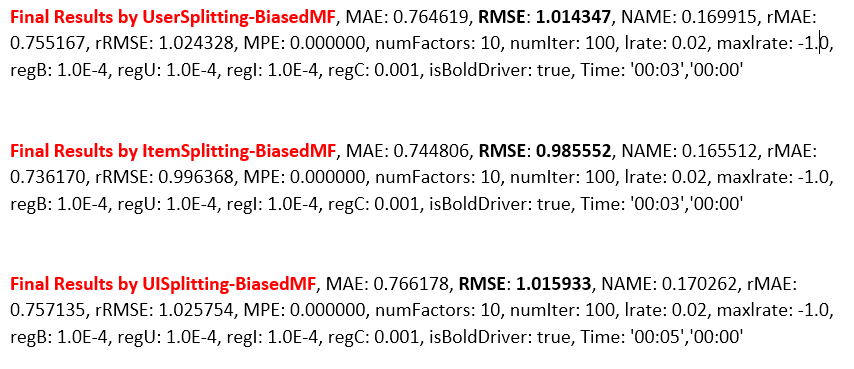 Final Results by UserSplitting-BiasedMF, MAE: 0.764619, RMSE: 1.014347, NAME: 0.169915, rMAE:
0.755167, rRMSE: 1.024328, MPE: 0.000000, numFactors: 10, numIter: 100, lrate: 0.02, maxlrate: -1.0,
regB: 1.0E-4, regU: 1.0E-4, regI: 1.0E-4, regC: 0.001, isBoldDriver: true, Time: '00:03','00:00'
Final Results by ItemSplitting-BiasedMF, MAE: 0.744806, RMSE: 0.985552, NAME: 0.165512, rMAE:
0.736170, rRMSE: 0.996368, MPE: 0.000000, numFactors: 10, numIter: 100, lrate: 0.02, maxlrate: -1.0,
regB: 1.0E-4, regU: 1.0E-4, regI: 1.0E-4, regC: 0.001, isBoldDriver: true, Time: '00:03','00:00'
Final Results by UISplitting-BiasedMF, MAE: 0.766178, RMSE: 1.015933, NAME: 0.170262, rMAE:
0.757135, rRMSE: 1.025754, MPE: 0.000000, numFactors: 10, numIter: 100, lrate: 0.02, maxlrate: -1.0,
regB: 1.0E-4, regU: 1.0E-4, regI: 1.0E-4, regC: 0.001, isBoldDriver: true, Time: '00:05','00:00'